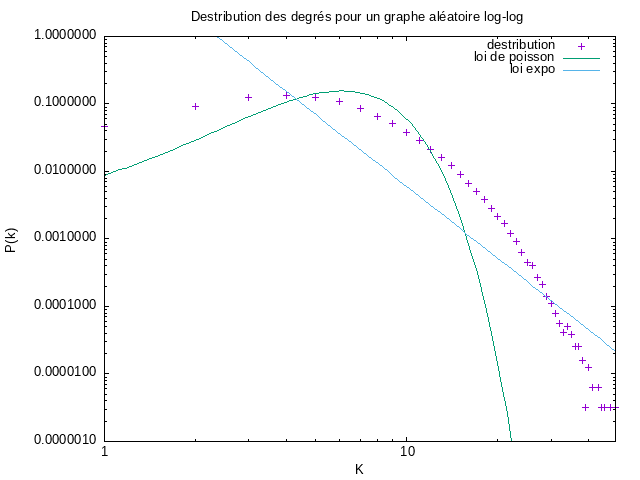 Destribution des degrés pour un graphe aléatoire log-log
1.0000000
0.1000000
0.0100000
0.0010000
0.0001000
0.0000100
0.0000010
P(k)
destribution
loi de poisson
loi expo
1
10
K